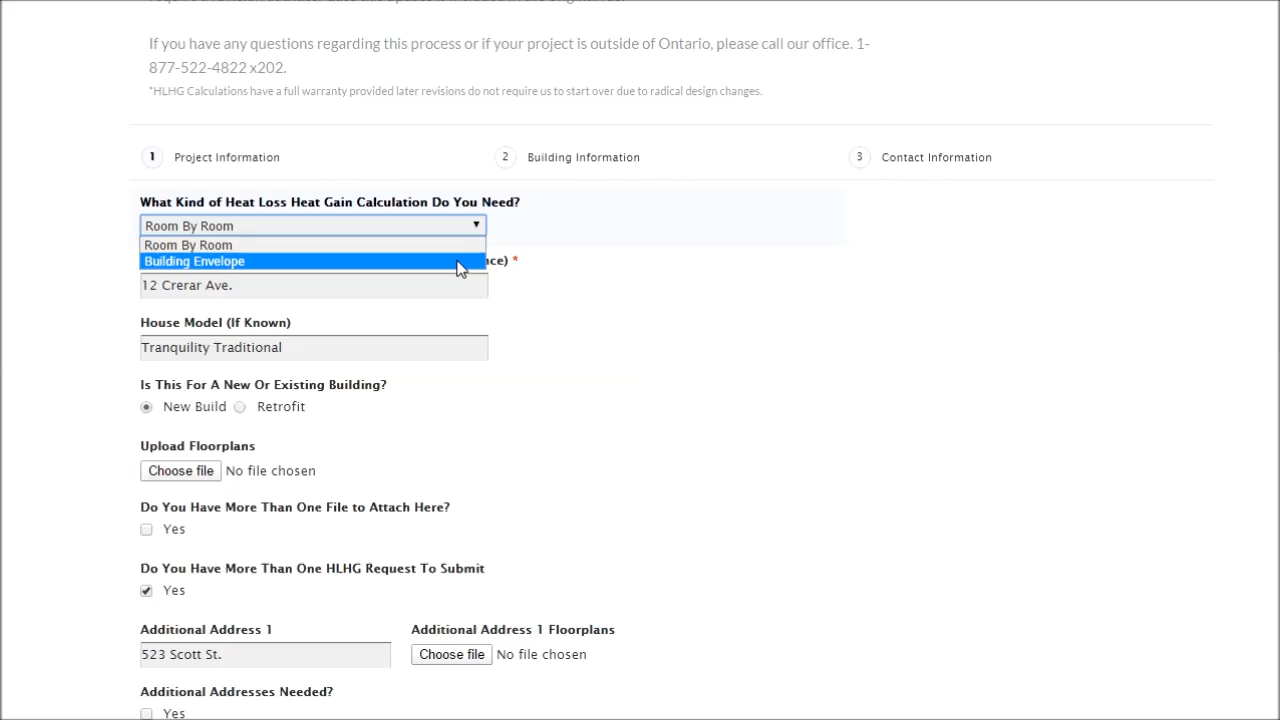 If you have any questions regarding this process or if your project is outside of Ontario, please call our office. 1-
877-522-4822 x202.
*HLHG Calculations have a full warranty provided later revisions do not require us to start over due to radical design changes.
1 Project Information 2 Building Information 3 Contact Information
What Kind of Heat Loss Heat Gain Calculation Do You Need?
Room By Room
Room By Room
Building Envelope *
12 Crerar Ave.
House Model (If Known)
Tranquility Traditional
Is This For A New Or Existing Building?
New Build Retrofit
Upload Floorplans
Choose file No file chosen
Do You Have More Than One File to Attach Here?
Yes
Do You Have More Than One HLHG Request To Submit
Yes
Additional Address 1 Additional Address 1 Floorplans
523 Scott St. Choose file No file chosen
Additional Addresses Needed?
Yes